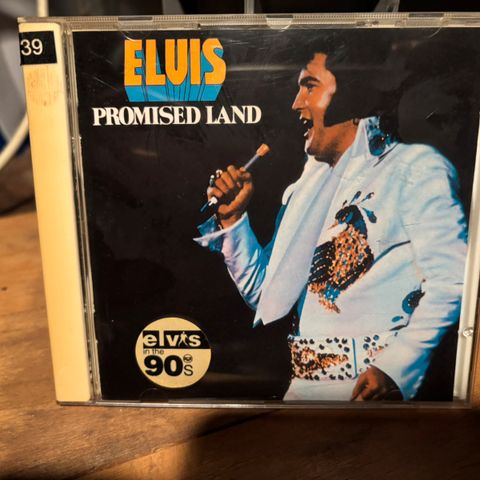 39
ELVIS
PROMISED LAND
elvis
in the
90s